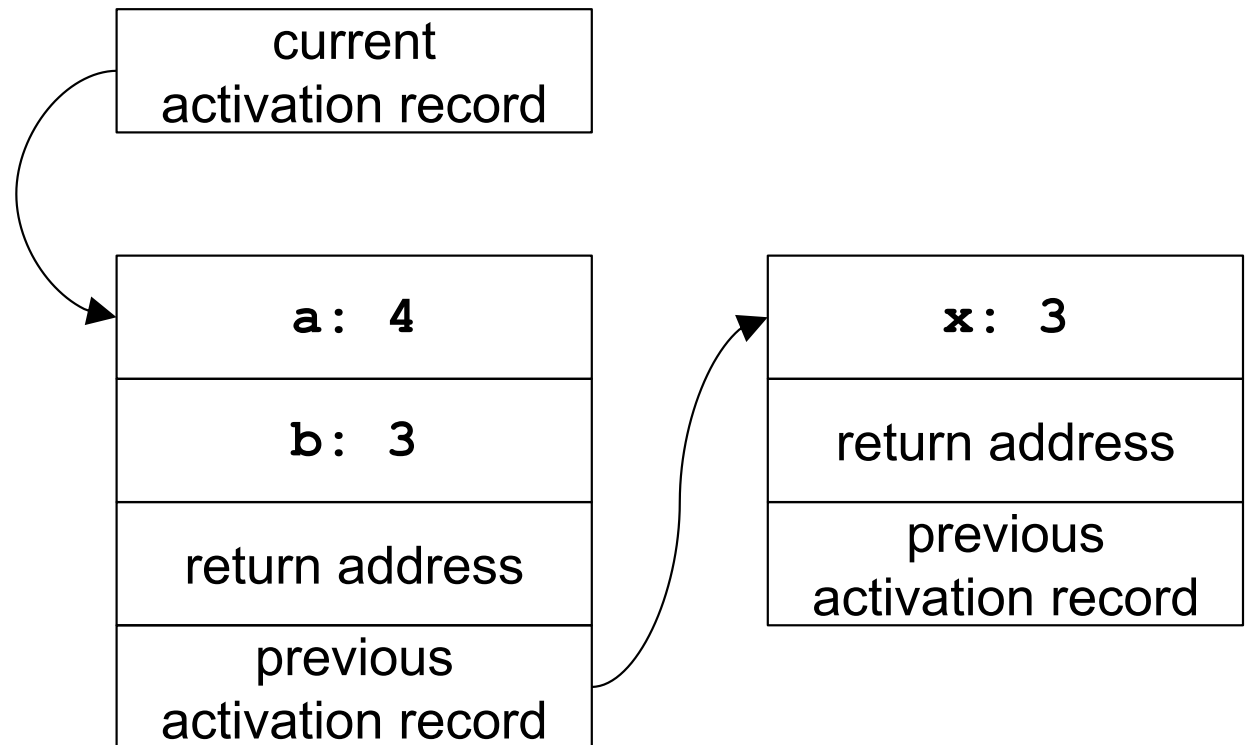 current
activation record
a: 4
b: 3
return address
previous
activation record
x: 3
return address
previous
activation record